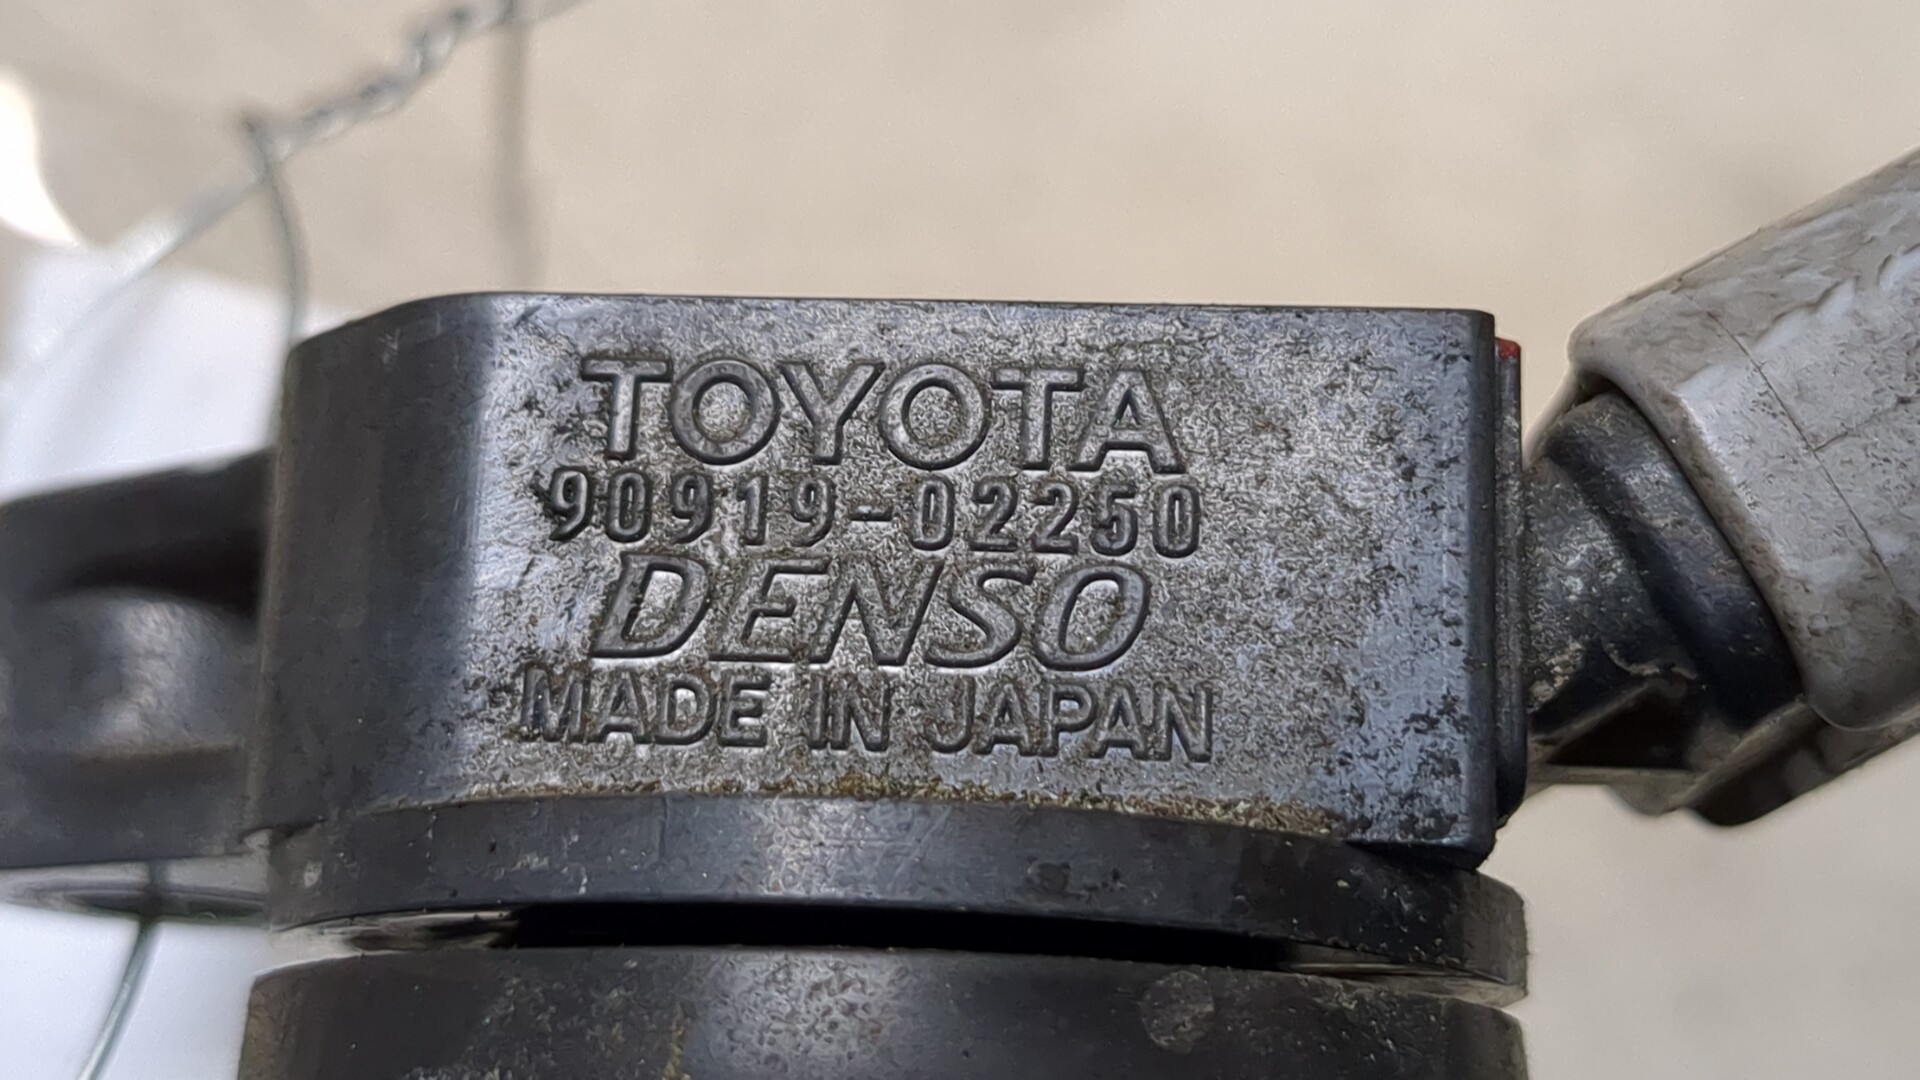 TOYOTA
90919-02250
DENSO
MADE IN JAPAN